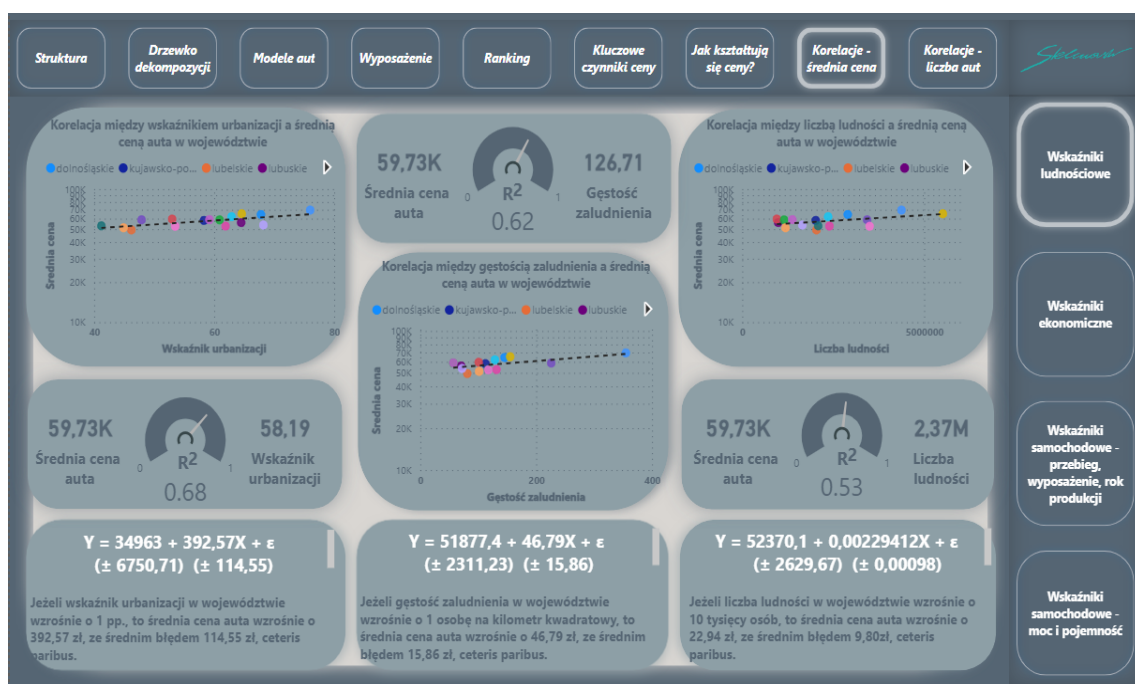 Struktura
Drzewko
dekompozycji
Modele aut
Wyposażenie
Ranking
Kluczowe
czynniki ceny
Jak kształtują
się ceny?
Korelacje -
średnia cena
Korelacje -
liczba aut
Korelacja między wskaźnikiem urbanizacji a średnią
ceną auta w województwie
dolnośląskie kujawsko-po... lubelskie lubuskie
100K
90K
80K
70K
60K
50K
40K
30K
20K
10K
Średnia cena
40 60 80
Wskaźnik urbanizacji
59,73K
Średnia cena
auta
0 R2 1
0.62
126,71
Gęstość
zaludnienia
Korelacja między liczbą ludności a średnią ceną
auta w województwie
dolnośląskie kujawsko-po... lubelskie lubuskie
100K
90K
80K
70K
60K
50K
40K
30K
20K
10K
Średnia cena
0 5000000
Liczba ludności
Korelacja między gęstością zaludnienia a średnią
ceną auta w województwie
dolnośląskie kujawsko-p... lubelskie lubuskie
100K
90K
80K
70K
60K
50K
40K
30K
20K
10K
Średnia cena
0 200 400
Gęstość zaludnienia
59,73K
Średnia cena
auta
0 R2 1
0.68
58,19
Wskaźnik
urbanizacji
59,73K
Średnia cena
auta
0 R2 1
0.53
2,37M
Liczba
ludności
Y = 34963 + 392,57X + ε
(± 6750,71) (± 114,55)
Jeżeli wskaźnik urbanizacji w województwie
wzrośnie o 1 pp., to średnia cena auta wzrośnie o
392,57 zł, ze średnim błędem 114,55 zł, ceteris
paribus.
Y = 51877,4 + 46,79X + ε
(± 2311,23) (± 15,86)
Jeżeli gęstość zaludnienia w województwie
wzrośnie o 1 osobę na kilometr kwadratowy, to
średnia cena auta wzrośnie o 46,79 zł, ze średnim
błędem 15,86 zł, ceteris paribus.
Y = 52370,1 + 0,00229412X + ε
(± 2629,67) (± 0,00098)
Jeżeli liczba ludności w województwie wzrośnie o
10 tysięcy osób, to średnia cena auta wzrośnie o
22,94 zł, ze średnim błędem 9,80zł, ceteris
paribus.
Wskaźniki
ludnościowe
Wskaźniki
ekonomiczne
Wskaźniki
samochodowe -
przebieg,
wyposażenie, rok
produkcji
Wskaźniki
samochodowe -
moc i pojemność